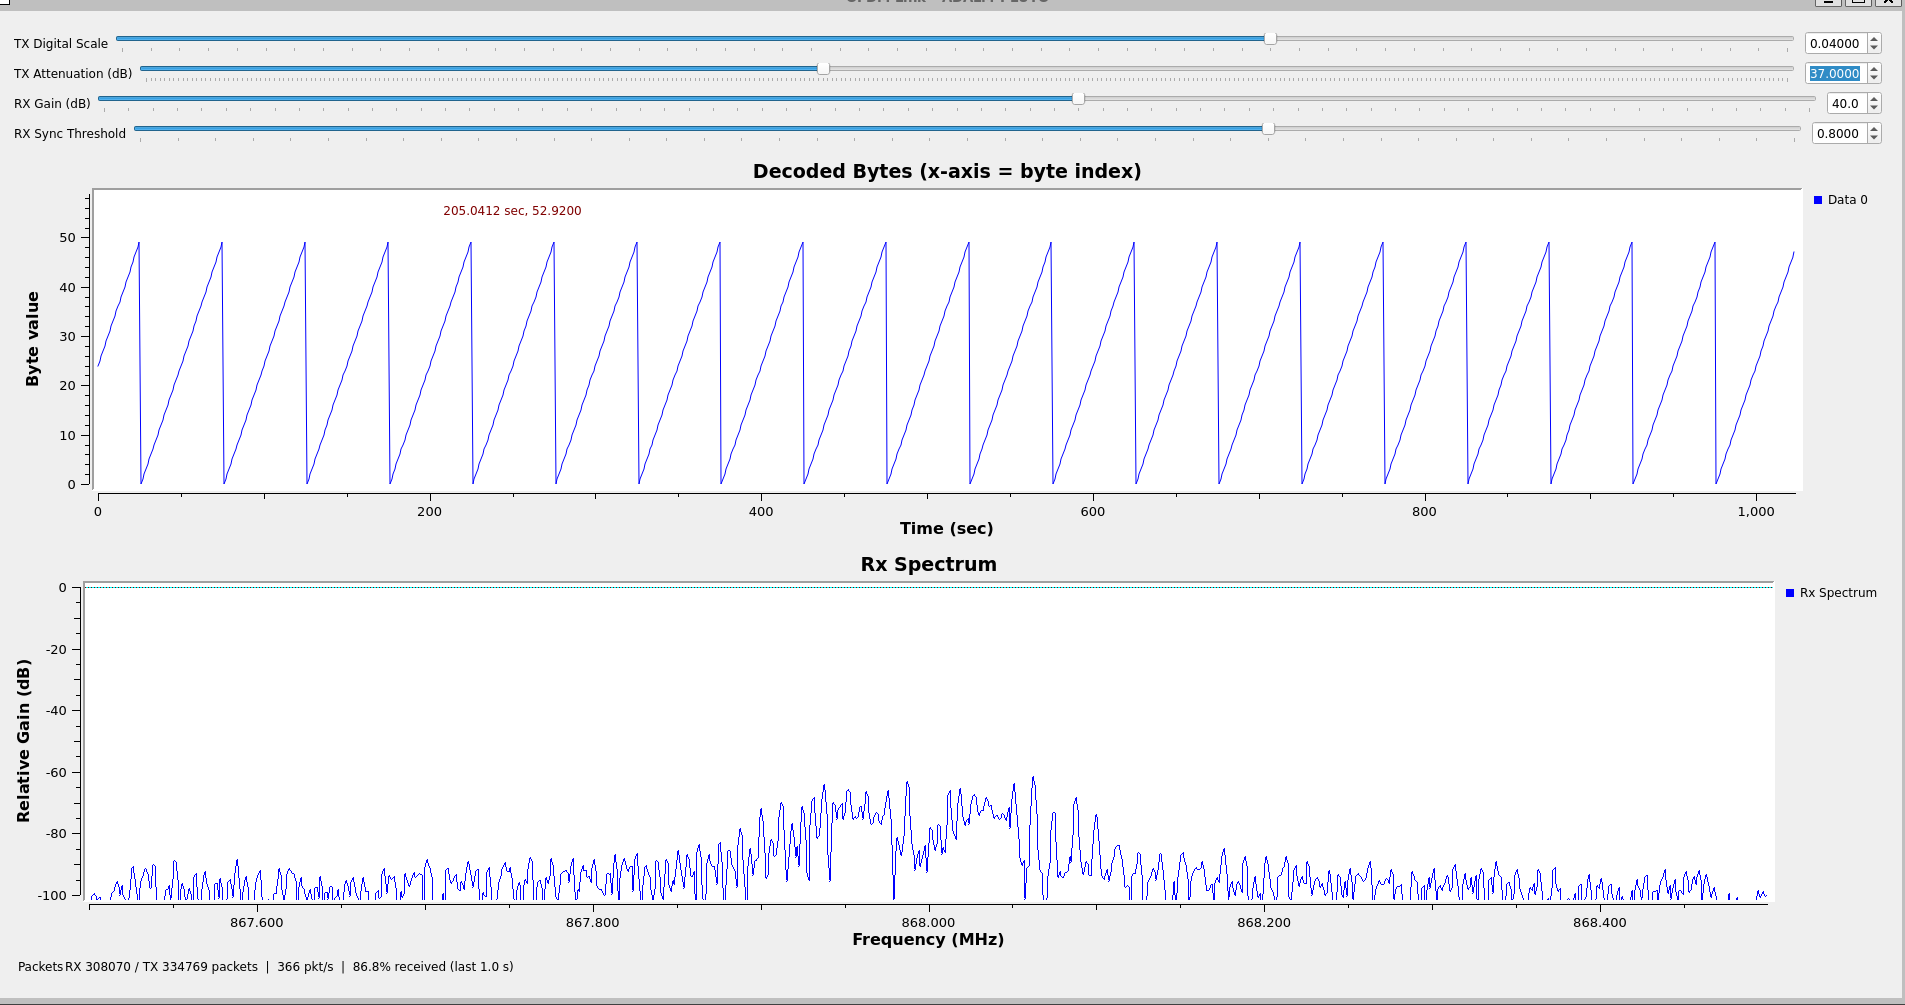 TX Digital Scale 0.04000
TX Attenuation (dB) 37.0000
RX Gain (dB) 40.0
RX Sync Threshold 0.8000
Decoded Bytes (x-axis = byte index)
205.0412 sec, 52.9200
Data 0
Byte value
50
40
30
20
10
0
0 200 400 600 800 1,000
Time (sec)
Rx Spectrum
Rx Spectrum
Relative Gain (dB)
0
-20
-40
-60
-80
-100
867.600 867.800 868.000 868.200 868.400
Frequency (MHz)
Packets RX 308070 / TX 334769 packets | 366 pkt/s | 86.8% received (last 1.0 s)